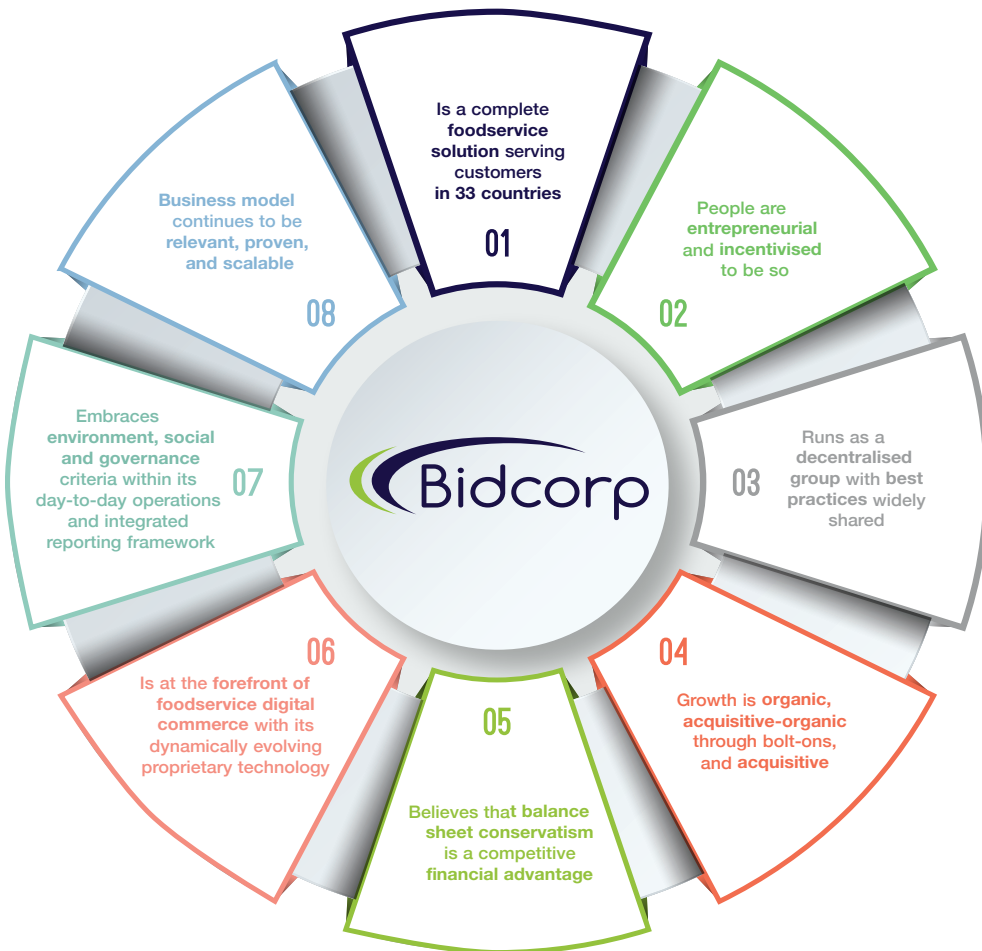 Is a complete
foodservice
solution serving
customers
in 33 countries
01
People are
entrepreneurial
and incentivised
to be so
02
Runs as a
decentralised
group with best
practices widely
shared
03
04
Growth is organic,
acquisitive-organic
through bolt-ons,
and acquisitive
05
Believes that balance
sheet conservatism
is a competitive
financial advantage
06
Is at the forefront of
foodservice digital
commerce with its
dynamically evolving
proprietary technology
Embraces
environment, social
and governance
criteria within its
day-to-day operations
and integrated
reporting framework
07
Business model
continues to be
relevant, proven,
and scalable
08
Bidcorp